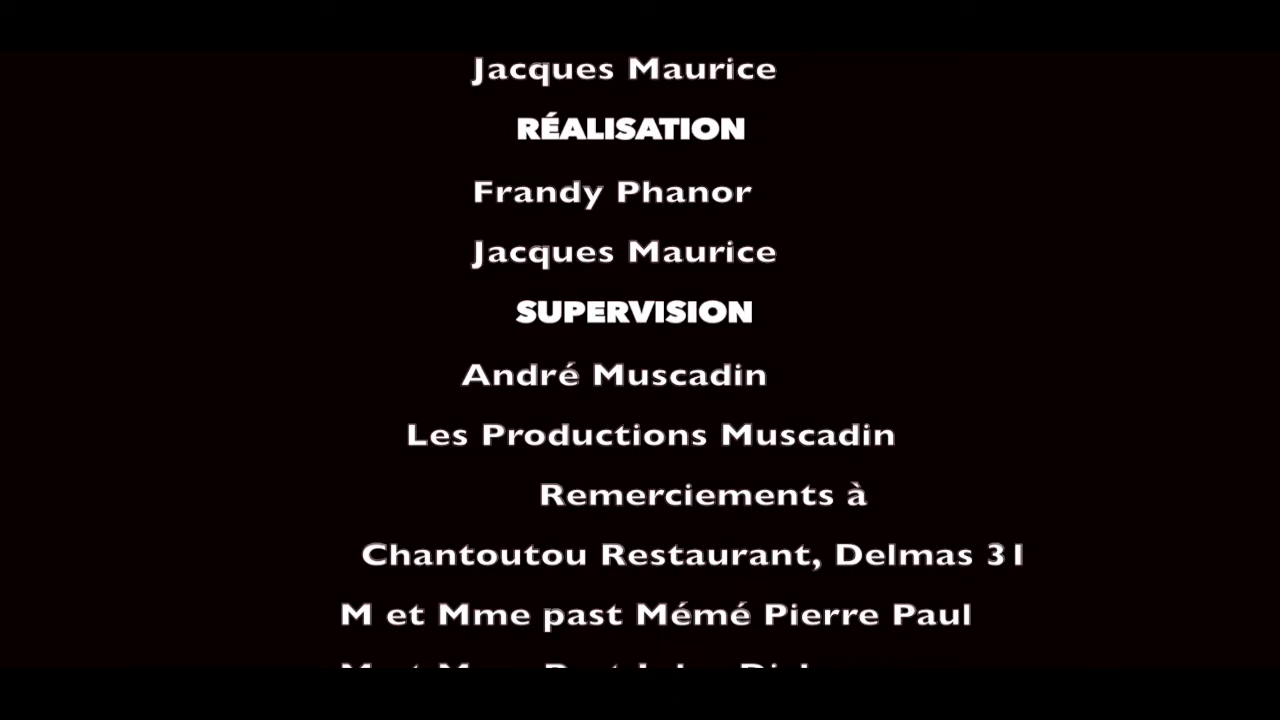 Jacques Maurice
RÉALISATION
Frandy Phanor
Jacques Maurice
SUPERVISION
André Muscadin
Les Productions Muscadin
Remerciements à
Chantoutou Restaurant, Delmas 31
M et Mme past Mémé Pierre Paul